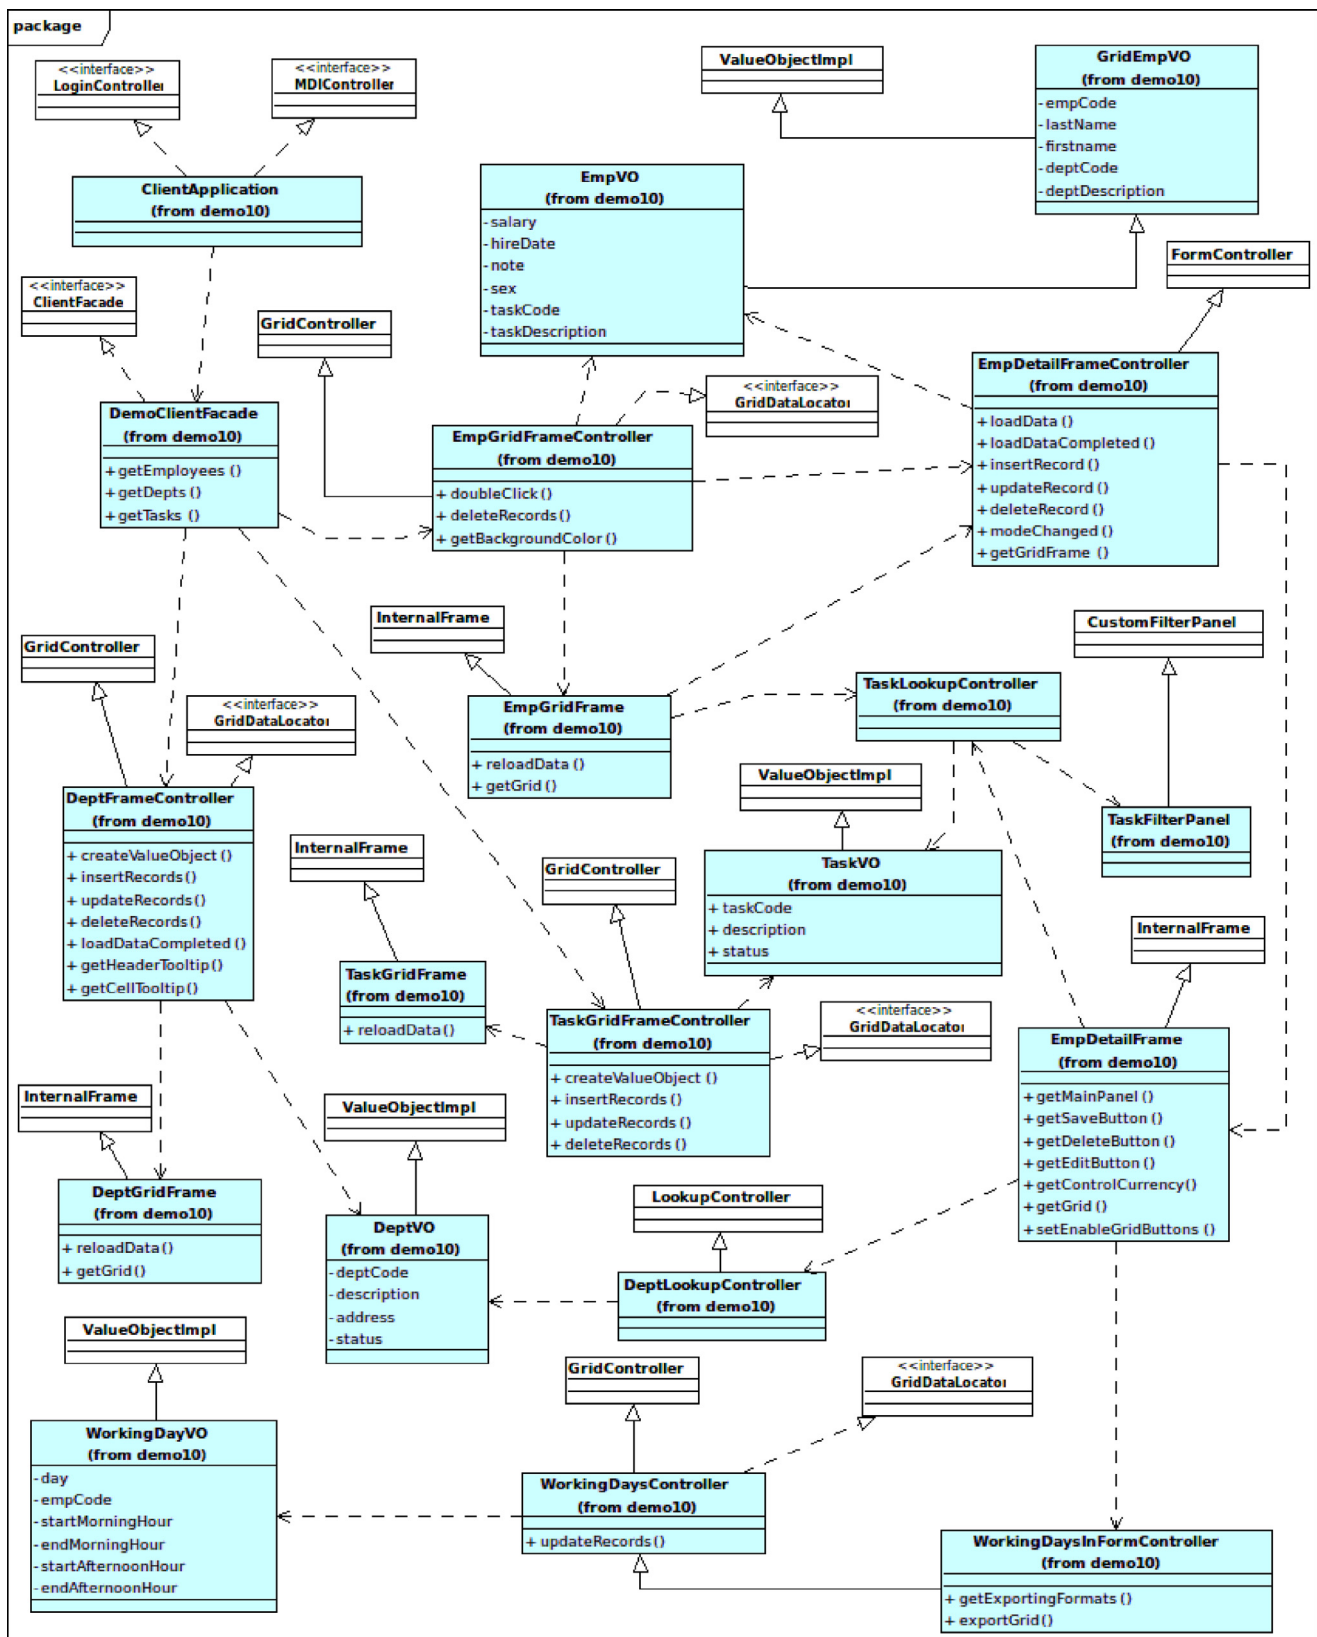 package
<<interface>>
LoginController
<<interface>>
MDIController
ValueObjectImpl
GridEmpVO
(from demo10)
- empCode
- lastName
- firstname
- deptCode
- deptDescription
ClientApplication
(from demo10)
EmpVO
(from demo10)
- salary
- hireDate
- note
- sex
- taskCode
- taskDescription
FormController
<<interface>>
ClientFacade
GridController
EmpDetailFrameController
(from demo10)
+ loadData ()
+ loadDataCompleted ()
+ insertRecord ()
+ updateRecord ()
+ deleteRecord ()
+ modeChanged ()
+ getGridFrame ()
<<interface>>
GridDataLocator
DemoClientFacade
(from demo10)
+ getEmployees ()
+ getDepts ()
+ getTasks ()
EmpGridFrameController
(from demo10)
+ doubleClick ()
+ deleteRecords ()
+ getBackgroundColor ()
InternalFrame
CustomFilterPanel
GridController
<<interface>>
GridDataLocator
EmpGridFrame
(from demo10)
+ reloadData ()
+ getGrid ()
TaskLookupController
(from demo10)
ValueObjectImpl
DeptFrameController
(from demo10)
+ createValueObject ()
+ insertRecords ()
+ updateRecords ()
+ deleteRecords ()
+ loadDataCompleted ()
+ getHeaderTooltip ()
+ getCellTooltip ()
TaskFilterPanel
(from demo10)
InternalFrame
GridController
TaskVO
(from demo10)
+ taskCode
+ description
+ status
InternalFrame
TaskGridFrame
(from demo10)
+ reloadData ()
TaskGridFrameController
(from demo10)
+ createValueObject ()
+ insertRecords ()
+ updateRecords ()
+ deleteRecords ()
<<interface>>
GridDataLocator
EmpDetailFrame
(from demo10)
+ getMainPanel ()
+ getSaveButton ()
+ getDeleteButton ()
+ getEditButton ()
+ getControlCurrency()
+ getGrid ()
+ setEnableGridButtons ()
InternalFrame
ValueObjectImpl
DeptGridFrame
(from demo10)
+ reloadData ()
+ getGrid ()
LookupController
DeptVO
(from demo10)
- deptCode
- description
- address
- status
DeptLookupController
(from demo10)
ValueObjectImpl
GridController
<<interface>>
GridDataLocator
WorkingDayVO
(from demo10)
- day
- empCode
- startMorningHour
- endMorningHour
- startAfternoonHour
- endAfternoonHour
WorkingDaysController
(from demo10)
+ updateRecords ()
WorkingDaysInFormController
(from demo10)
+ getExportingFormats ()
+ exportGrid ()